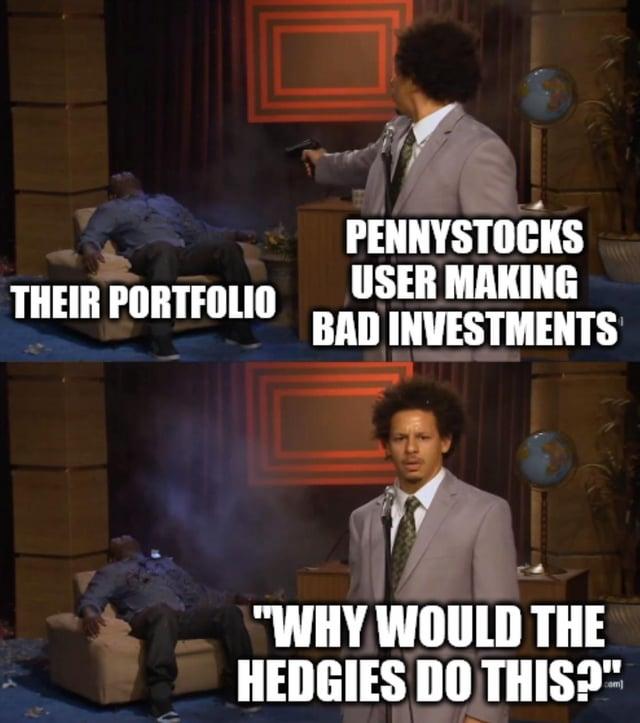 PENNYSTOCKS
USER MAKING
BAD INVESTMENTS
THEIR PORTFOLIO
"WHY WOULD THE
HEDGIES DO THIS?"